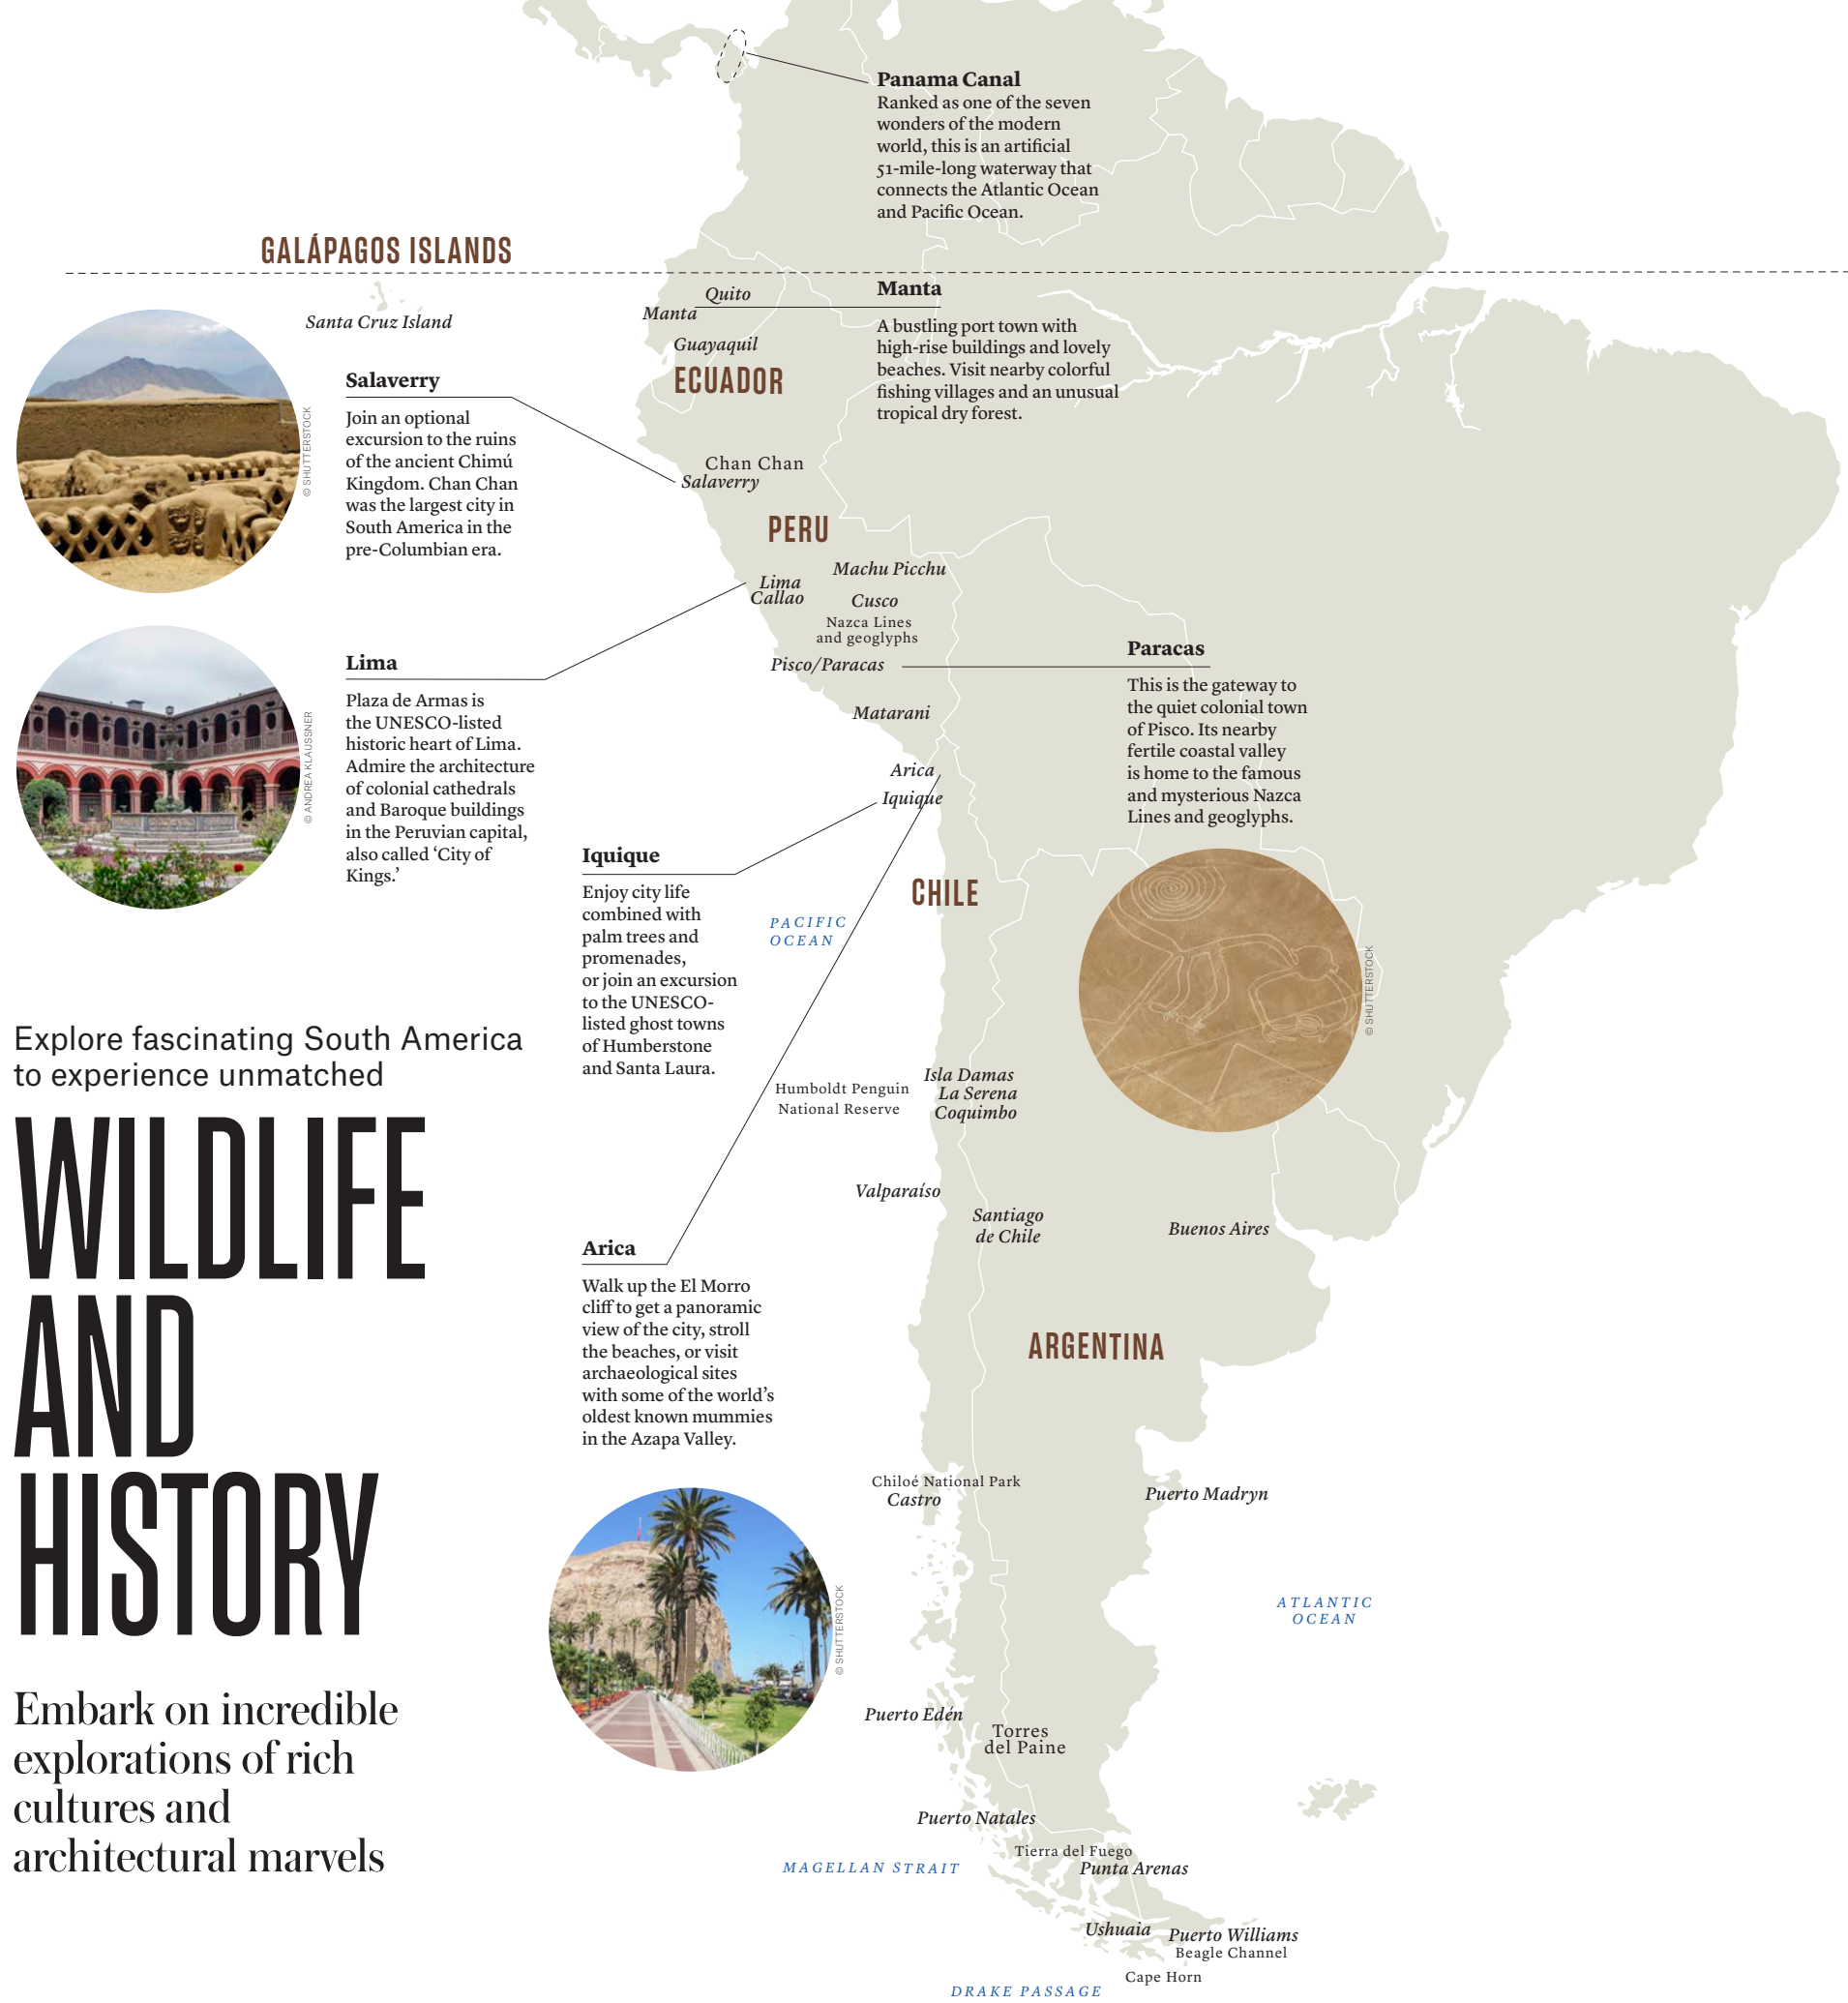 Panama Canal
Ranked as one of the seven
wonders of the modern
world, this is an artificial
51-mile-long waterway that
connects the Atlantic Ocean
and Pacific Ocean.
GALÁPAGOS ISLANDS
Santa Cruz Island
Quito
Manta
Guayaquil
ECUADOR
Manta
A bustling port town with
high-rise buildings and lovely
beaches. Visit nearby colorful
fishing villages and an unusual
tropical dry forest.
© SHUTTERSTOCK
Salaverry
Join an optional
excursion to the ruins
of the ancient Chimú
Kingdom. Chan Chan
was the largest city in
South America in the
pre-Columbian era.
Chan Chan
Salaverry
PERU
Machu Picchu
Lima
Callao
Cusco
Nazca Lines
and geoglyphs
Pisco/Paracas
Matarani
© ANDREA KLAUSSNER
Lima
Plaza de Armas is
the UNESCO-listed
historic heart of Lima.
Admire the architecture
of colonial cathedrals
and Baroque buildings
in the Peruvian capital,
also called ‘City of
Kings.’
Paracas
This is the gateway to
the quiet colonial town
of Pisco. Its nearby
fertile coastal valley
is home to the famous
and mysterious Nazca
Lines and geoglyphs.
© SHUTTERSTOCK
Arica
Iquique
CHILE
Iquique
Enjoy city life
combined with
palm trees and
promenades,
or join an excursion
to the UNESCO-
listed ghost towns
of Humberstone
and Santa Laura.
PACIFIC
OCEAN
Explore fascinating South America
to experience unmatched
WILDLIFE
AND
HISTORY
Embark on incredible
explorations of rich
cultures and
architectural marvels
Humboldt Penguin
National Reserve
Isla Damas
La Serena
Coquimbo
Valparaíso
Santiago
de Chile
Buenos Aires
Arica
Walk up the El Morro
cliff to get a panoramic
view of the city, stroll
the beaches, or visit
archaeological sites
with some of the world’s
oldest known mummies
in the Azapa Valley.
© SHUTTERSTOCK
ARGENTINA
Chiloé National Park
Castro
Puerto Madryn
ATLANTIC
OCEAN
Puerto Edén
Torres
del Paine
Puerto Natales
Tierra del Fuego
Punta Arenas
MAGELLAN STRAIT
Ushuaia
Puerto Williams
Beagle Channel
Cape Horn
DRAKE PASSAGE